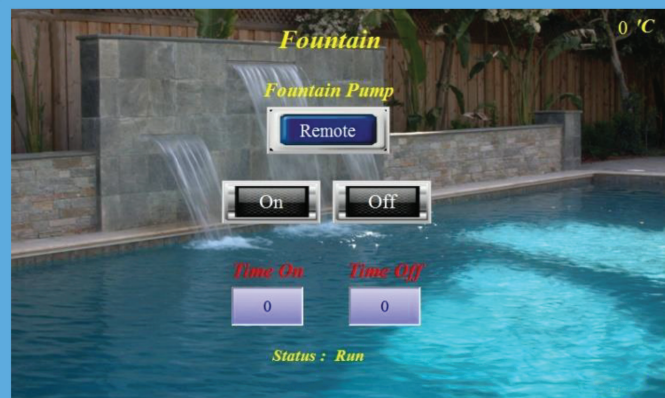 Fountain
0 'C
Fountain Pump
Remote
On Off
Time On Time Off
0 0
Status : Run